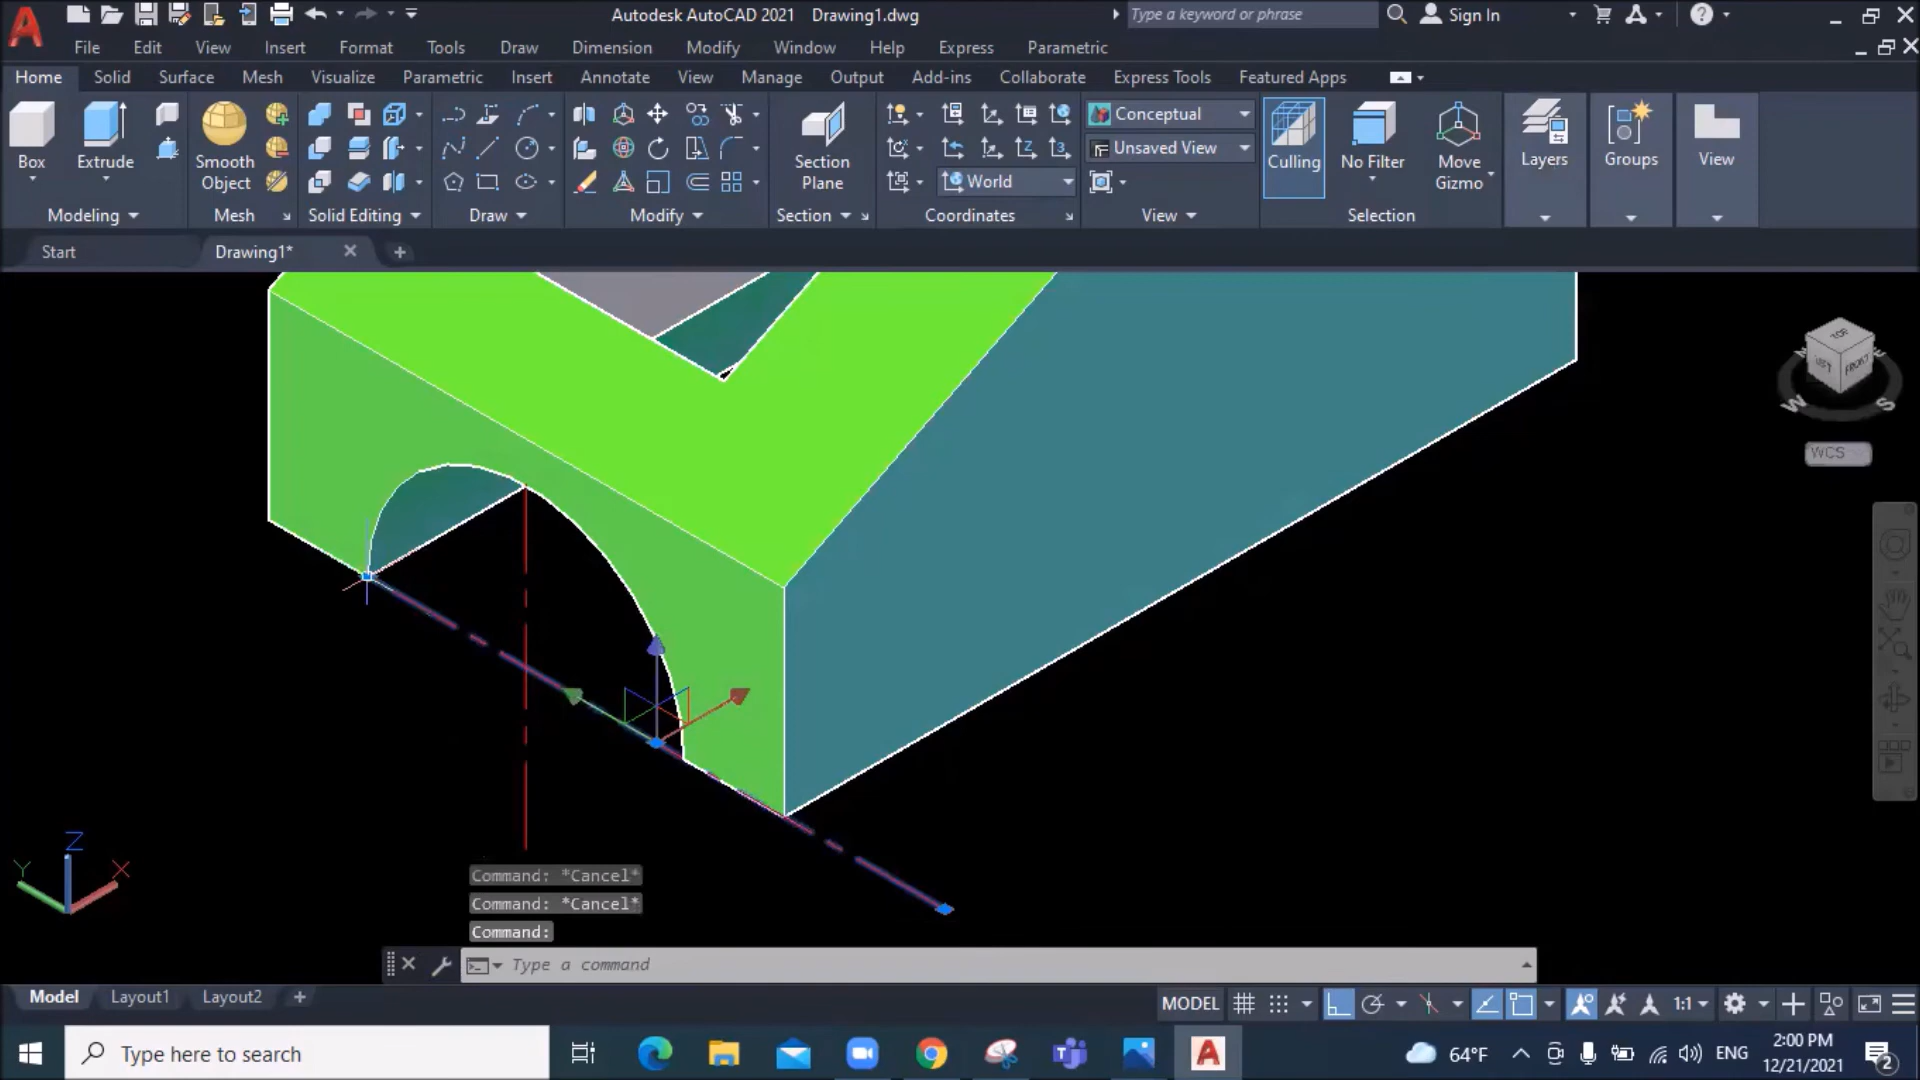 Autodesk AutoCAD 2021 Drawing1.dwg
Type a keyword or phrase
Sign In
File Edit View Insert Format Tools Draw Dimension Modify Window Help Express Parametric
Home Solid Surface Mesh Visualize Parametric Insert Annotate View Manage Output Add-ins Collaborate Express Tools Featured Apps
Box
Extrude
Smooth
Object
Section
Plane
World
Conceptual
Unsaved View
Culling
No Filter
Move
Gizmo
Layers
Groups
View
Modeling
Mesh
Solid Editing
Draw
Modify
Section
Coordinates
View
Selection
Start
Drawing1*
TOP
LEFT
FRONT
W
S
WCS
Z
Y
X
Command: *Cancel*
Command: *Cancel*
Command:
Type a command
Model Layout1 Layout2
MODEL
1:1
Type here to search
64°F
ENG
2:00 PM
12/21/2021
2